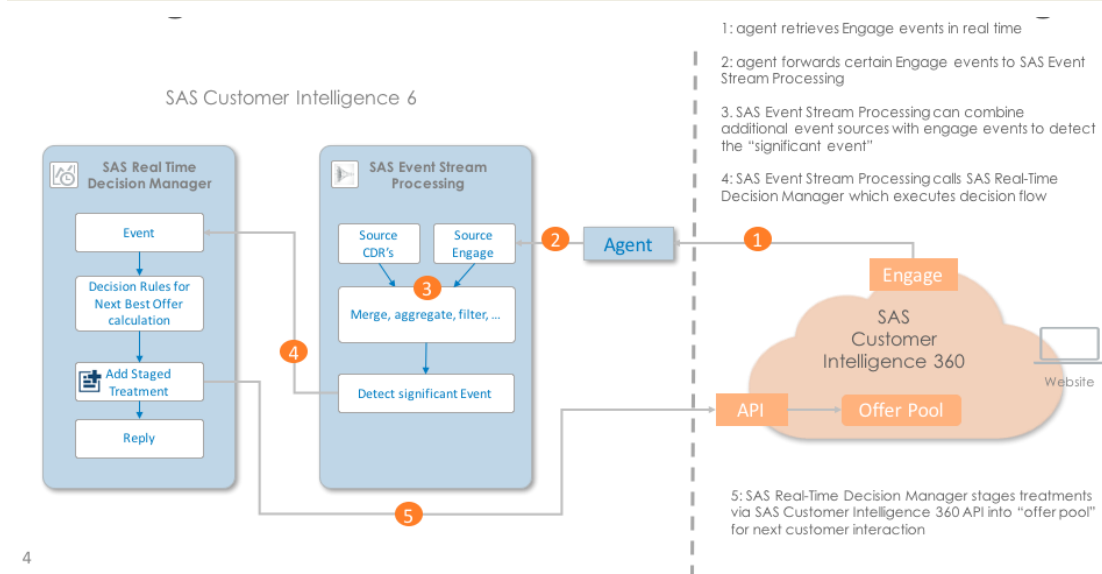 1: agent retrieves Engage events in real time
2: agent forwards certain Engage events to SAS Event
Stream Processing
3. SAS Event Stream Processing can combine
additional event sources with engage events to detect
the “significant event”
4: SAS Event Stream Processing calls SAS Real-Time
Decision Manager which executes decision flow
SAS Customer Intelligence 6
SAS Real Time
Decision Manager
Event
Decision Rules for
Next Best Offer
calculation
Add Staged
Treatment
Reply
SAS Event Stream
Processing
Source
CDR's
Source
Engage
3
Merge, aggregate, filter, ...
Detect significant Event
4
2
Agent
1
Engage
SAS
Customer
Intelligence 360
Website
API
Offer Pool
5
5: SAS Real-Time Decision Manager stages treatments
via SAS Customer Intelligence 360 API into “offer pool”
for next customer interaction
4